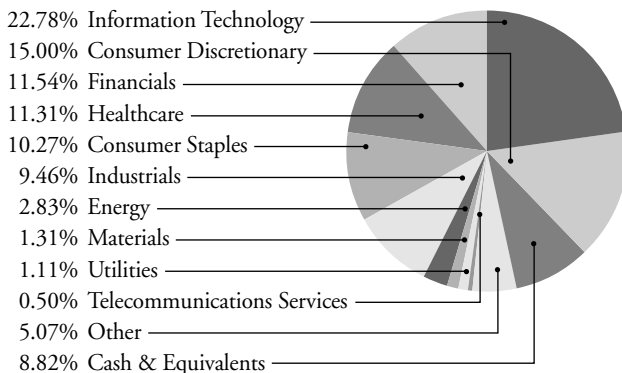 22.78% Information Technology
15.00% Consumer Discretionary
11.54% Financials
11.31% Healthcare
10.27% Consumer Staples
9.46% Industrials
2.83% Energy
1.31% Materials
1.11% Utilities
0.50% Telecommunications Services
5.07% Other
8.82% Cash & Equivalents